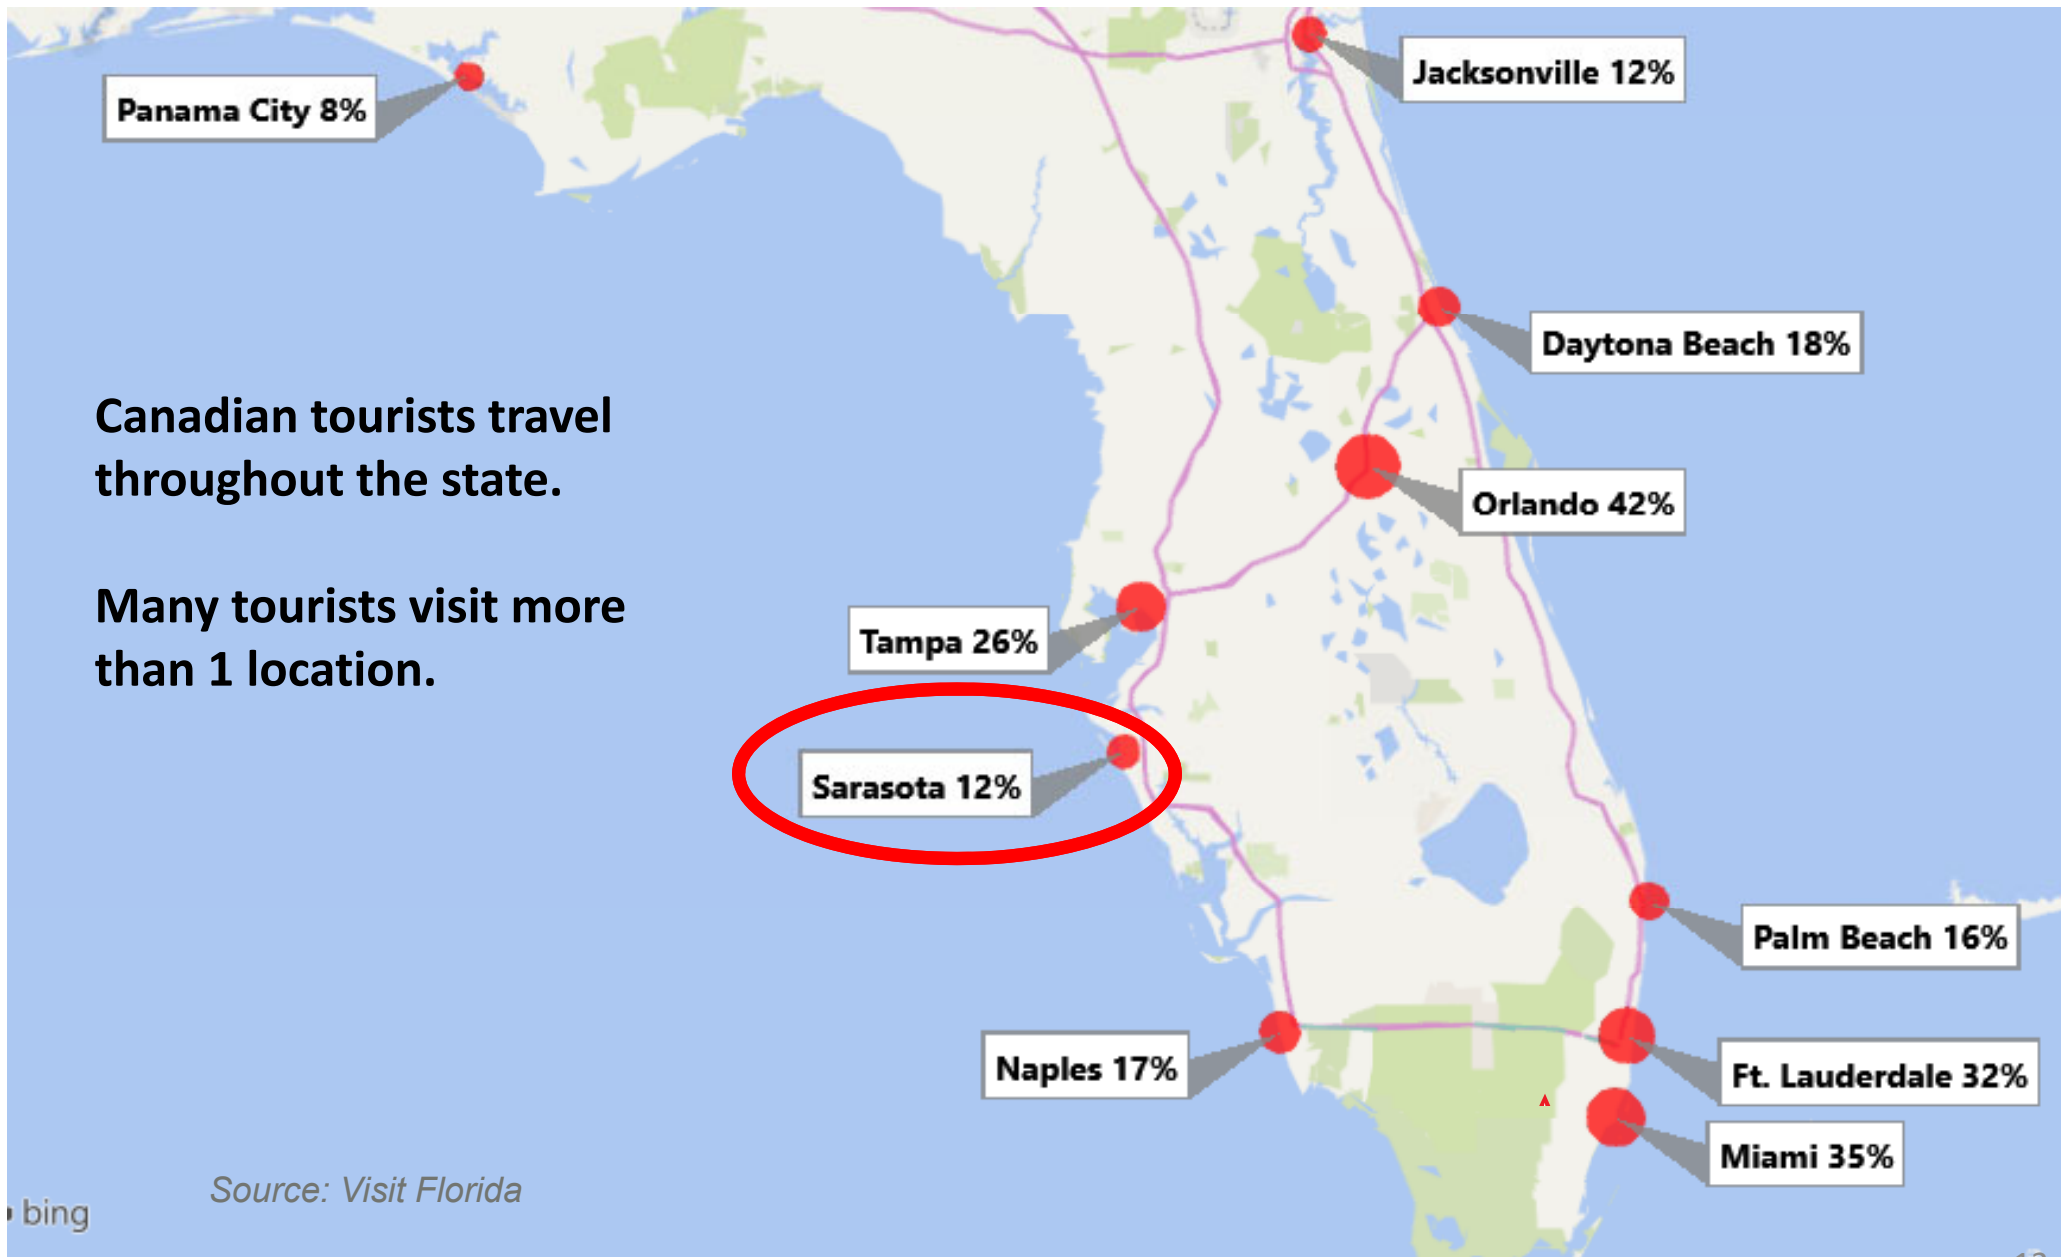 Jacksonville 12%
Panama City 8%
Daytona Beach 18%
Canadian tourists travel
throughout the state.
Orlando 42%
Many tourists visit more
than 1 location.
Tampa 26%
Sarasota 12%
Palm Beach 16%
Naples 17%
Ft. Lauderdale 32%
Miami 35%
Source: Visit Florida
bing